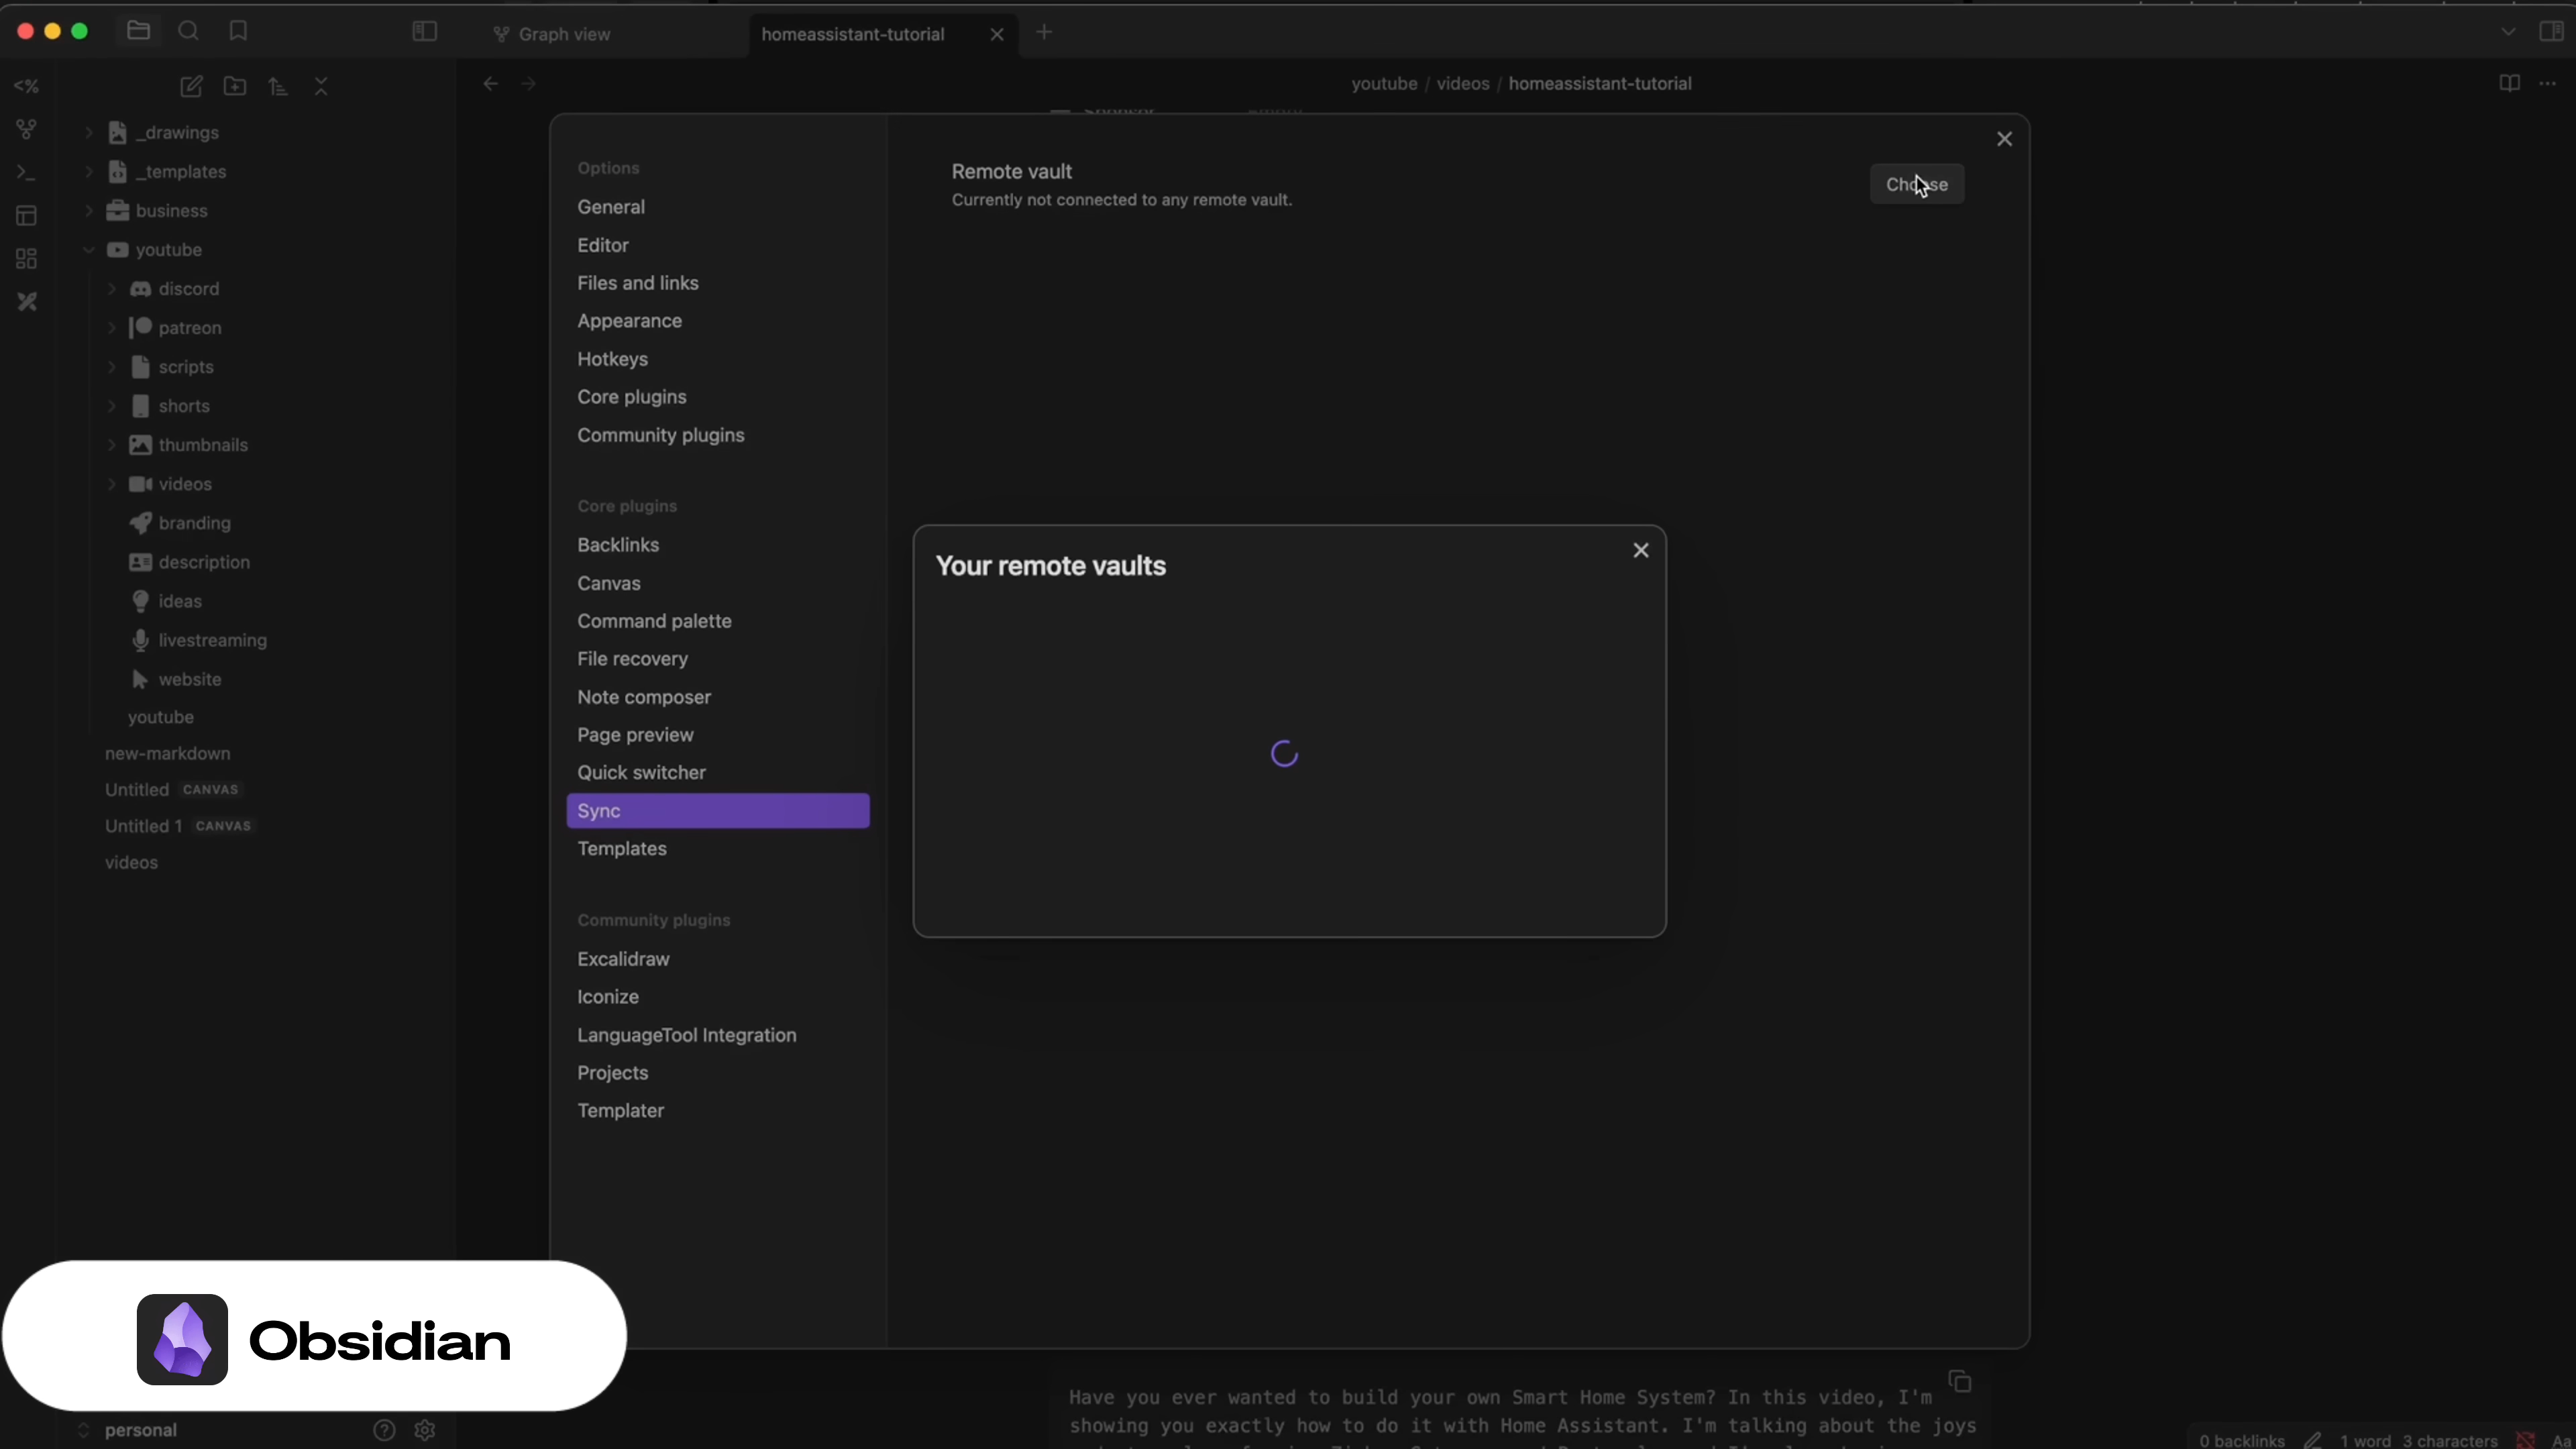 Graph view
homeassistant-tutorial
youtube / videos / homeassistant-tutorial
<%
_drawings
_templates
business
youtube
discord
patreon
scripts
shorts
thumbnails
videos
branding
description
ideas
livestreaming
website
youtube
new-markdown
Untitled CANVAS
Untitled 1 CANVAS
videos
personal
Options
General
Editor
Files and links
Appearance
Hotkeys
Core plugins
Community plugins
Core plugins
Backlinks
Canvas
Command palette
File recovery
Note composer
Page preview
Quick switcher
Sync
Templates
Community plugins
Excalidraw
Iconize
LanguageTool Integration
Projects
Templater
Remote vault
Currently not connected to any remote vault.
Choose
Your remote vaults
Obsidian
Have you ever wanted to build your own Smart Home System? In this video, I'm
showing you exactly how to do it with Home Assistant. I'm talking about the joys
0 backlinks
1 word 3 characters
Aa